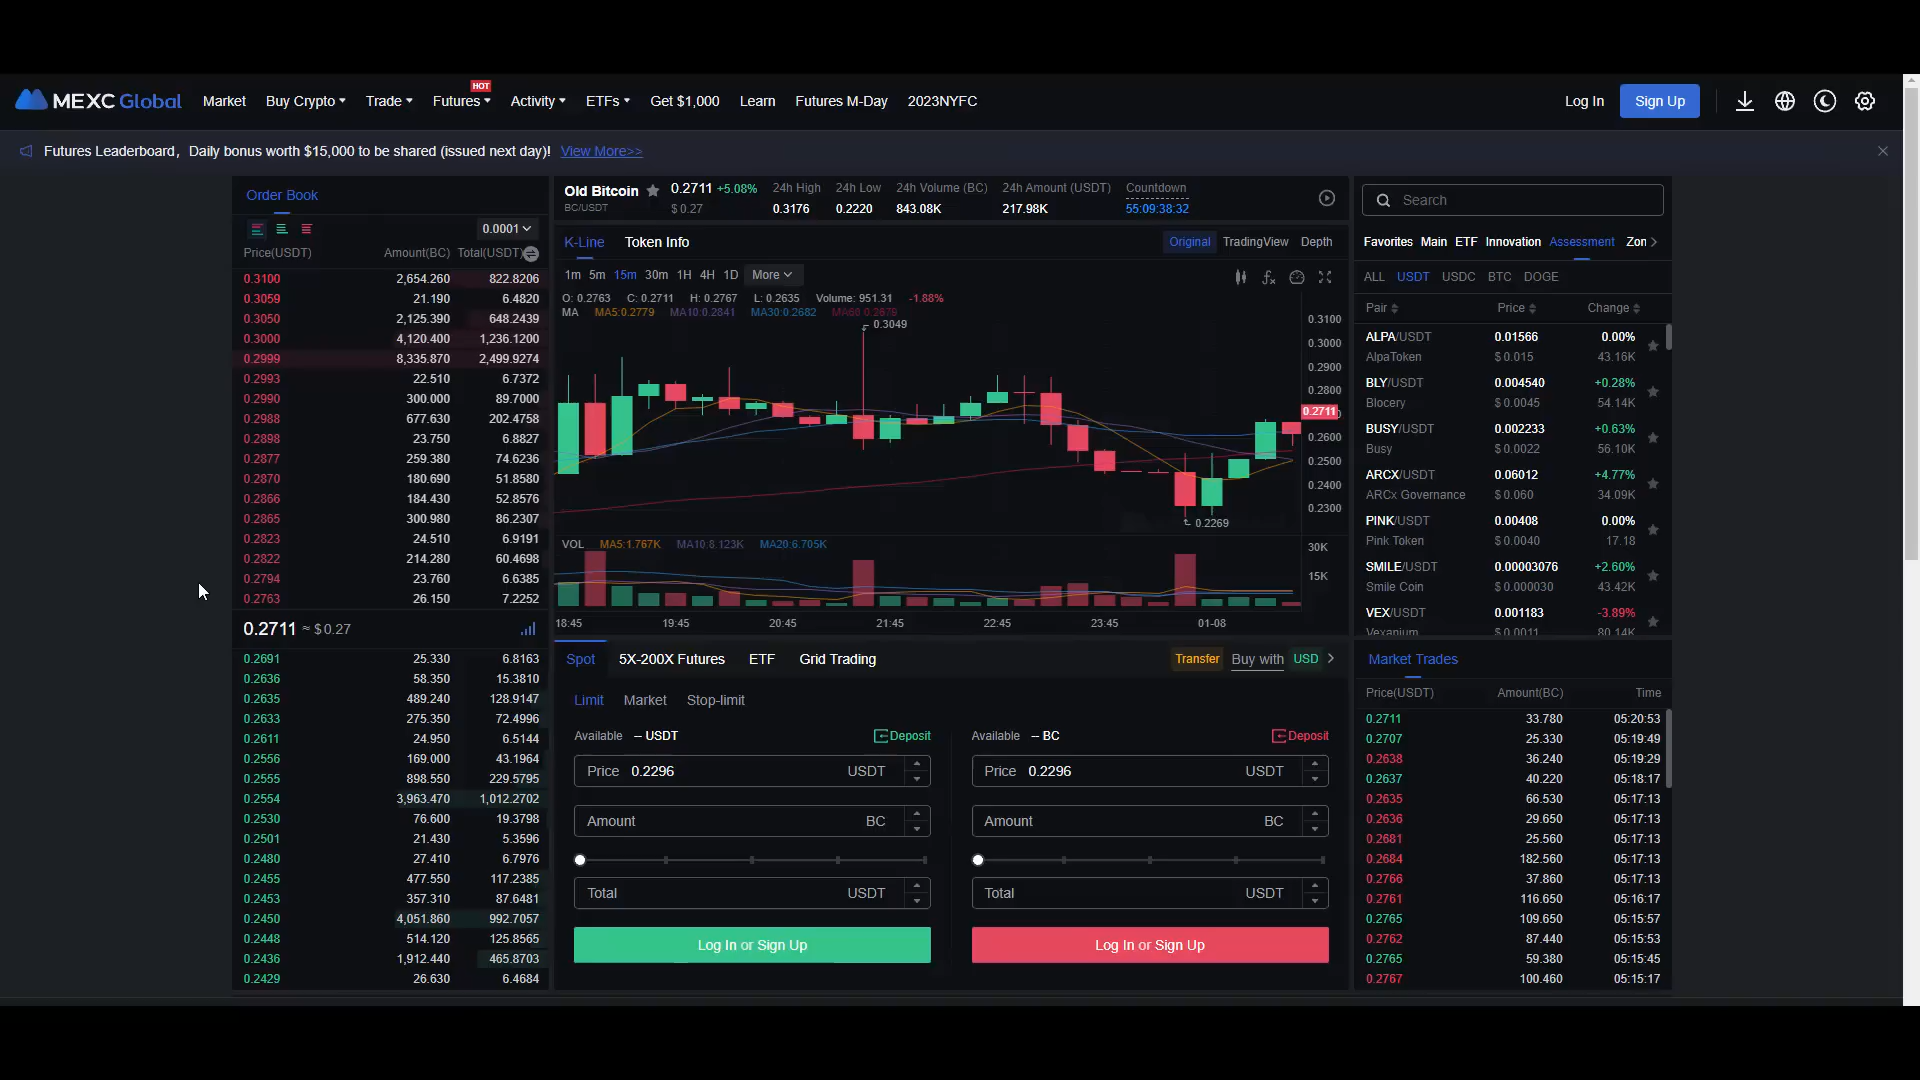 HOT
MEXC Global Market Buy Crypto Trade Futures Activity ETFs Get $1,000 Learn Futures M-Day 2023NYFC Log In Sign Up
Futures Leaderboard，Daily bonus worth $15,000 to be shared (issued next day)! View More>>
Order Book
0.0001
Price(USDT) Amount(BC) Total(USDT)
0.3100 2,654.260 822.8206
0.3059 21.190 6.4820
0.3050 2,125.390 648.2439
0.3000 4,120.400 1,236.1200
0.2999 8,335.870 2,499.9274
0.2993 22.510 6.7372
0.2990 300.000 89.7000
0.2988 677.630 202.4758
0.2898 23.750 6.8827
0.2877 259.380 74.6236
0.2870 180.690 51.8580
0.2866 184.430 52.8576
0.2865 300.980 86.2307
0.2823 24.510 6.9191
0.2822 214.280 60.4698
0.2794 23.760 6.6385
0.2763 26.150 7.2252
0.2711 ≈ $0.27
0.2691 25.330 6.8163
0.2636 58.350 15.3810
0.2635 489.240 128.9147
0.2633 275.350 72.4996
0.2611 24.950 6.5144
0.2556 169.000 43.1964
0.2555 898.550 229.5795
0.2554 3,963.470 1,012.2702
0.2530 76.600 19.3798
0.2501 21.430 5.3596
0.2480 27.410 6.7976
0.2455 477.550 117.2385
0.2453 357.310 87.6481
0.2450 4,051.860 992.7057
0.2448 514.120 125.8565
0.2436 1,912.440 465.8703
0.2429 26.630 6.4684
Old Bitcoin 0.2711 +5.08% 24h High 24h Low 24h Volume (BC) 24h Amount (USDT) Countdown
BC/USDT $ 0.27 0.3176 0.2220 843.08K 217.98K 55:09:38:32
K-Line Token Info Original TradingView Depth
1m 5m 15m 30m 1H 4H 1D More
O: 0.2763 C: 0.2711 H: 0.2767 L: 0.2635 Volume: 951.31 -1.88%
MA MA5:0.2779 MA10:0.2841 MA30:0.2682 MA60:0.2679
0.3049
0.3100
0.3000
0.2900
0.2800
0.2711
0.2600
0.2500
0.2400
0.2300
0.2269
VOL MA5:1.767K MA10:8.123K MA20:6.705K
30K
15K
18:45 19:45 20:45 21:45 22:45 23:45 01-08
Spot 5X-200X Futures ETF Grid Trading Transfer Buy with USD
Limit Market Stop-limit
Available -- USDT Deposit Available -- BC Deposit
Price 0.2296 USDT Price 0.2296 USDT
Amount BC Amount BC
Total USDT Total USDT
Log In or Sign Up Log In or Sign Up
Search
Favorites Main ETF Innovation Assessment Zon
ALL USDT USDC BTC DOGE
Pair Price Change
ALPA/USDT 0.01566 0.00%
AlpaToken $ 0.015 43.16K
BLY/USDT 0.004540 +0.28%
Blocery $ 0.0045 54.14K
BUSY/USDT 0.002233 +0.63%
Busy $ 0.0022 56.10K
ARCX/USDT 0.06012 +4.77%
ARCx Governance $ 0.060 34.09K
PINK/USDT 0.00408 0.00%
Pink Token $ 0.0040 17.18
SMILE/USDT 0.00003076 +2.60%
Smile Coin $ 0.000030 43.42K
VEX/USDT 0.001183 -3.89%
Vexanium $ 0.0011 80.14K
Market Trades
Price(USDT) Amount(BC) Time
0.2711 33.780 05:20:53
0.2707 25.330 05:19:49
0.2638 36.240 05:19:29
0.2637 40.220 05:18:17
0.2635 66.530 05:17:13
0.2636 29.650 05:17:13
0.2681 25.560 05:17:13
0.2684 182.560 05:17:13
0.2766 37.860 05:17:13
0.2761 116.650 05:16:17
0.2765 109.650 05:15:57
0.2762 87.440 05:15:53
0.2765 59.380 05:15:45
0.2767 100.460 05:15:17